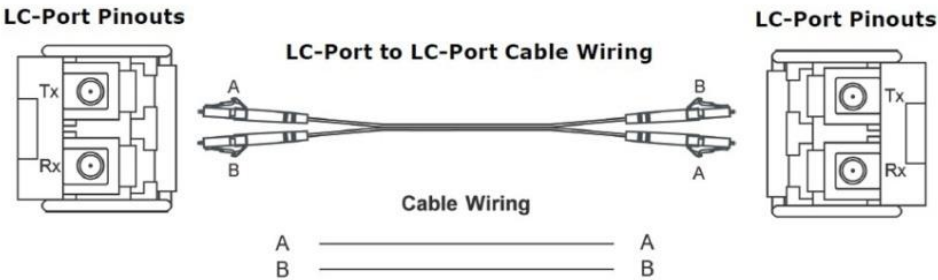 LC-Port Pinouts
LC-Port Pinouts
LC-Port to LC-Port Cable Wiring
Tx
A
B
Tx
Rx
B
A
Rx
Cable Wiring
A A
B B